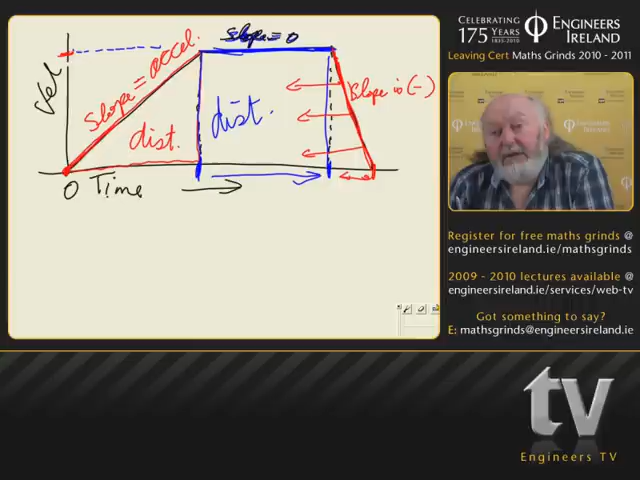 Vel
slope = accel.
slope = 0
slope is (-)
dist.
dist.
0 Time
CELEBRATING
175 YEARS
1835-2010
ENGINEERS
IRELAND
Leaving Cert Maths Grinds 2010 - 2011
Register for free maths grinds @
engineersireland.ie/mathsgrinds
2009 - 2010 lectures available @
engineersireland.ie/services/web-tv
Got something to say?
E: mathsgrinds@engineersireland.ie
tv
Engineers TV